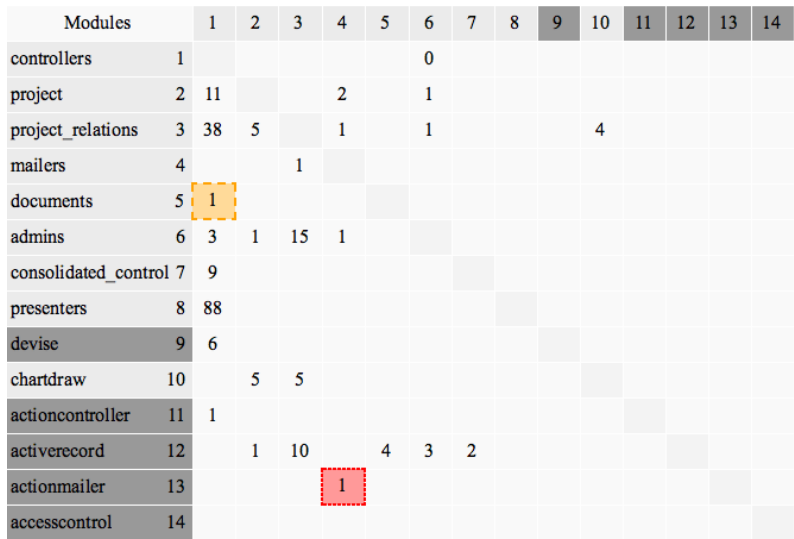 Modules 1 2 3 4 5 6 7 8 9 10 11 12 13 14
controllers 1 0
project 2 11 2 1
project_relations 3 38 5 1 1 4
mailers 4 1
documents 5 1
admins 6 3 1 15 1
consolidated_control 7 9
presenters 8 88
devise 9 6
chartdraw 10 5 5
actioncontroller 11 1
activerecord 12 1 10 4 3 2
actionmailer 13 1
accesscontrol 14